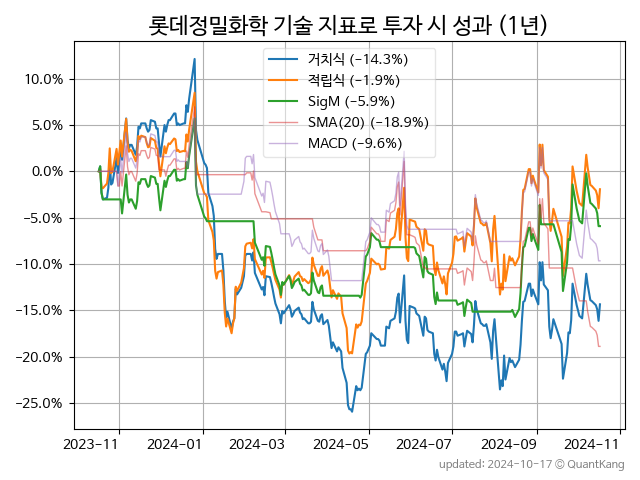 롯데정밀화학 기술 지표로 투자 시 성과 (1년)
거치식 (−14.3%)
적립식 (−1.9%)
SigM (−5.9%)
SMA(20) (−18.9%)
MACD (−9.6%)
10.0%
5.0%
0.0%
−5.0%
−10.0%
−15.0%
−20.0%
−25.0%
2023-11 2024-01 2024-03 2024-05 2024-07 2024-09 2024-11
updated: 2024-10-17 © QuantKang